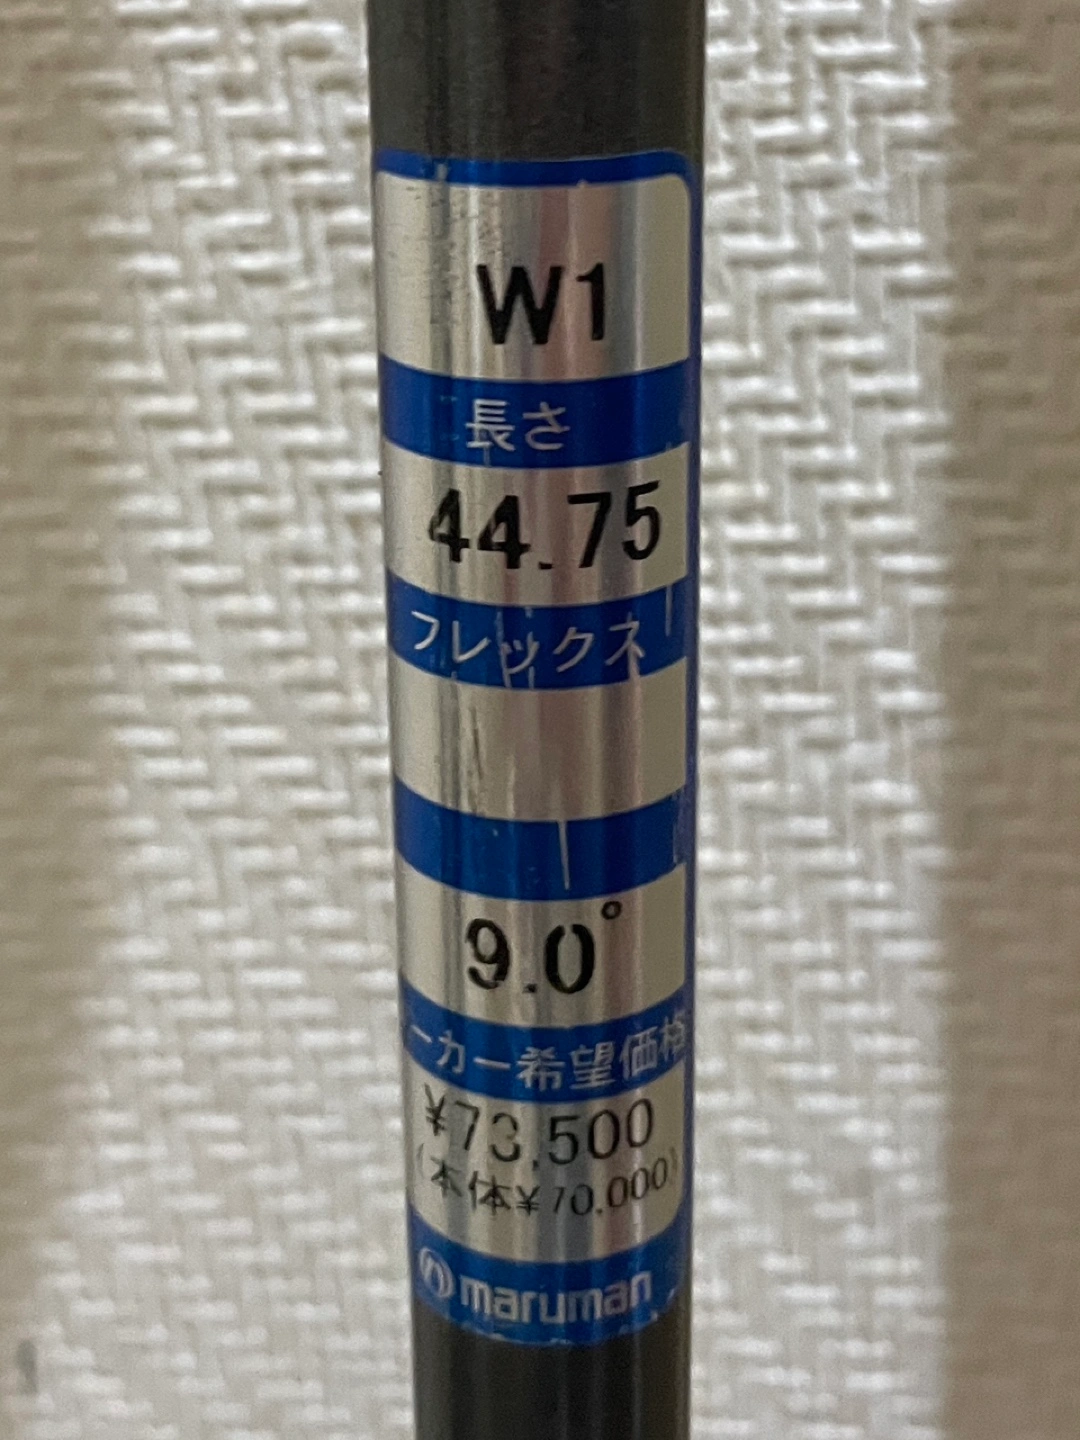 W1
長さ
44.75
フレックス
9.0°
ーカー希望価格
¥73,500
(本体¥70,000)
maruman